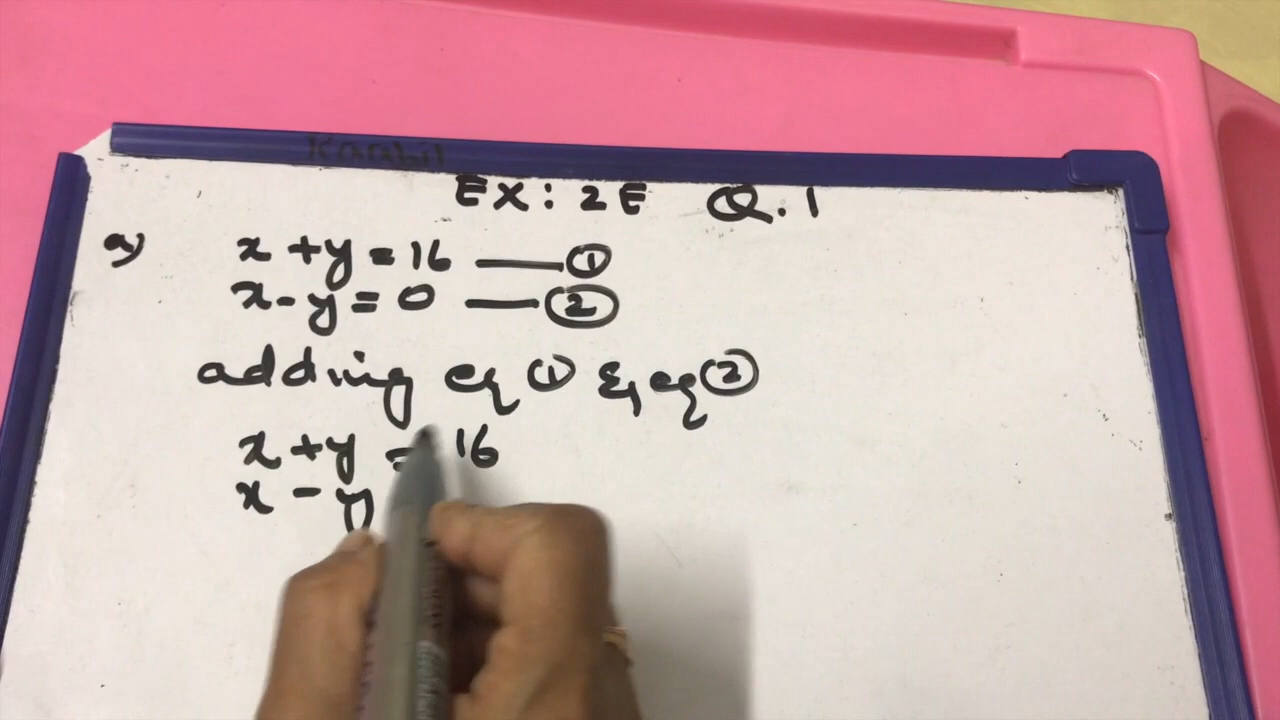 EX: 2E Q.1
a) x + y = 16 —— ①
x - y = 0 —— ②
adding eq ① & eq ②
x + y = 16
x - y